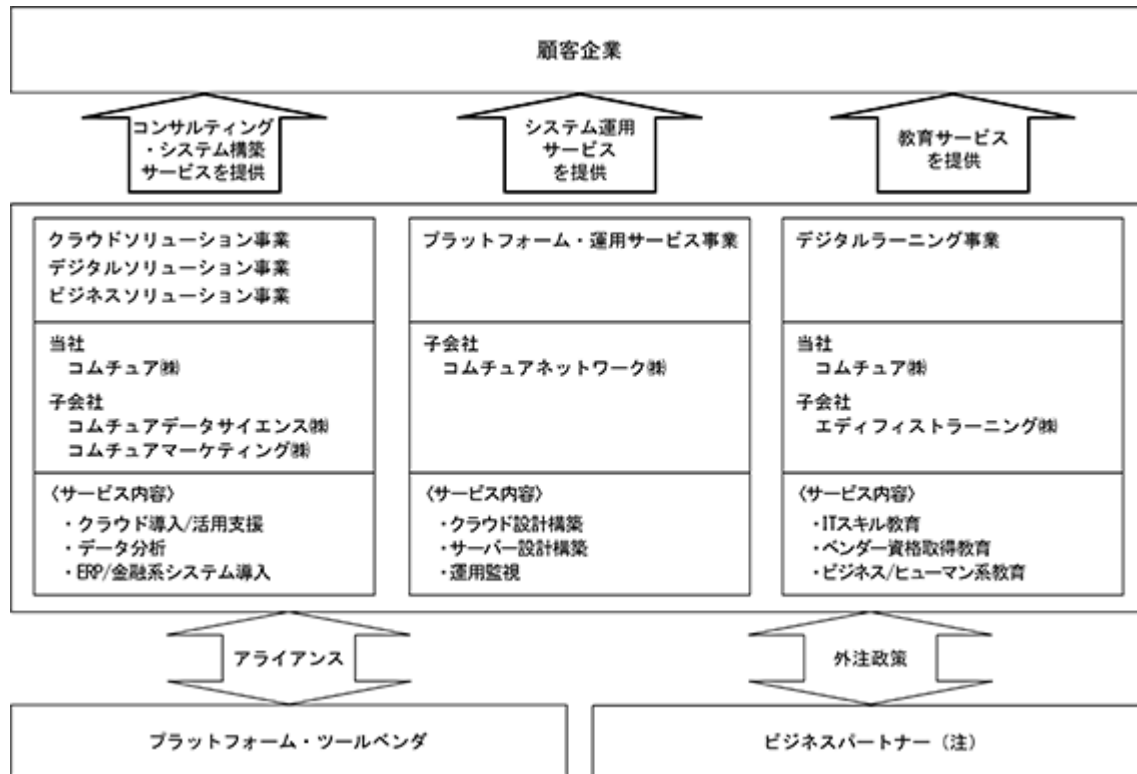 顧客企業
コンサルティング
・システム構築
サービスを提供
システム運用
サービス
を提供
教育サービス
を提供
クラウドソリューション事業
デジタルソリューション事業
ビジネスソリューション事業
当社
コムチュア㈱
子会社
コムチュアデータサイエンス㈱
コムチュアマーケティング㈱
〈サービス内容〉
・クラウド導入/活用支援
・データ分析
・ERP/金融系システム導入
プラットフォーム・運用サービス事業
子会社
コムチュアネットワーク㈱
〈サービス内容〉
・クラウド設計構築
・サーバー設計構築
・運用監視
デジタルラーニング事業
当社
コムチュア㈱
子会社
エディフィストラーニング㈱
〈サービス内容〉
・ITスキル教育
・ベンダー資格取得教育
・ビジネス/ヒューマン系教育
アライアンス
外注政策
プラットフォーム・ツールベンダ
ビジネスパートナー（注）